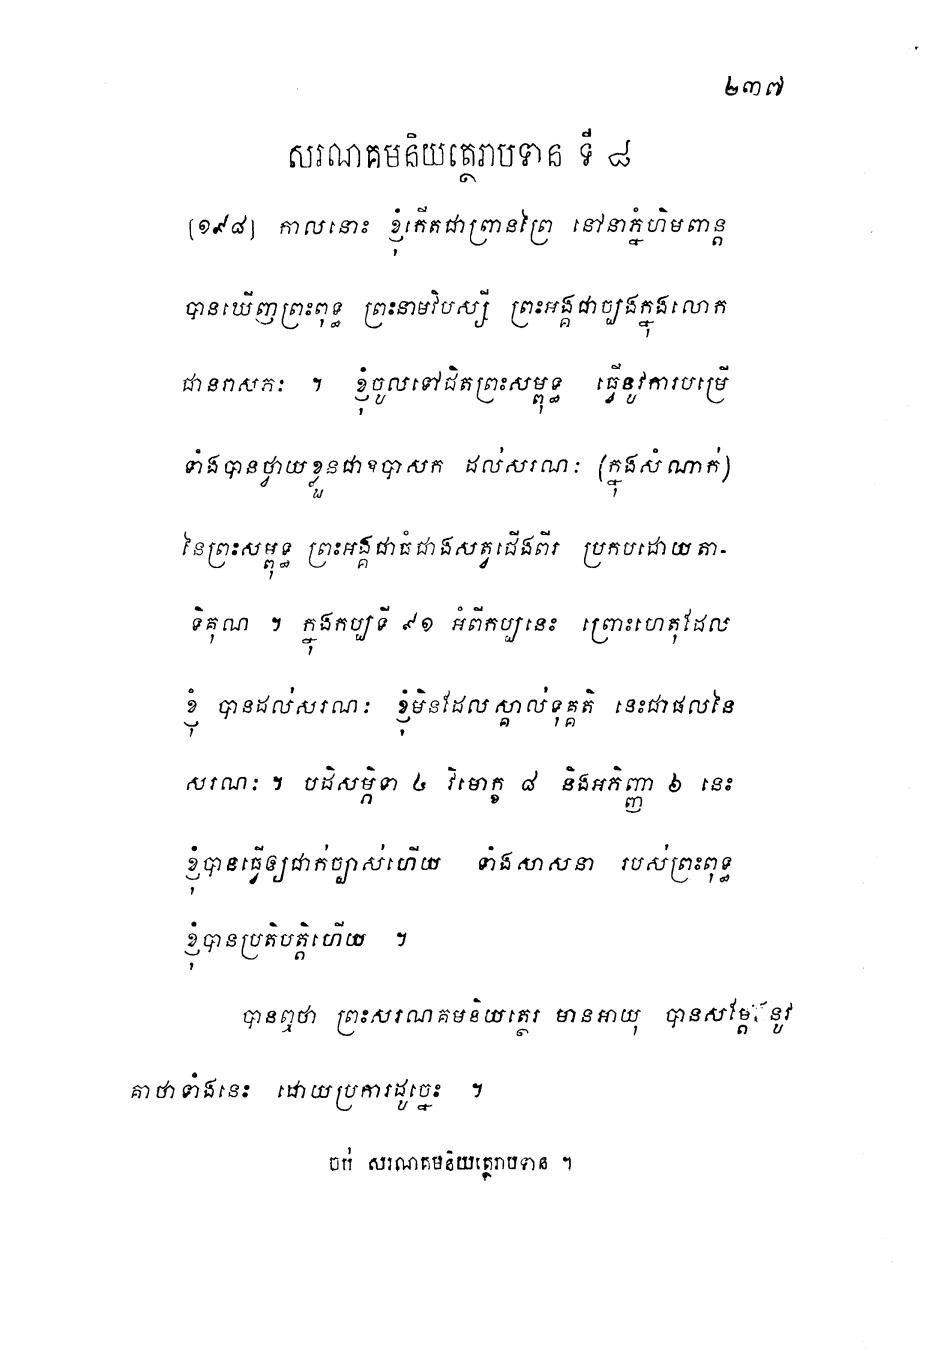 ២៣៧
សរណគមនិយត្ថេរាបទាន ទី ៨
[១៩៨] កាលនោះ ខ្ញុំកើតជាព្រានព្រៃ នៅនាភ្នំហិមពាន្ត
បានឃើញព្រះពុទ្ធ ព្រះនាមវិបស្សី ព្រះអង្គជាច្បងក្នុងលោក
ជានរាសភៈ ។ ខ្ញុំចូលទៅជិតព្រះសម្ពុទ្ធ ធ្វើនូវការបម្រើ
ទាំងបានថ្វាយខ្លួនជាឧបាសក ដល់សរណៈ (ក្នុងសំណាក់)
នៃព្រះសម្ពុទ្ធ ព្រះអង្គជាធំជាងសត្វជើងពីរ ប្រកបដោយតា-
ទិគុណ ។ ក្នុងកប្បទី ៩១ អំពីកប្បនេះ ព្រោះហេតុដែល
ខ្ញុំ បានដល់សរណៈ ខ្ញុំមិនដែលស្គាល់ទុគ្គតិ នេះជាផលនៃ
សរណៈ ។ បដិសម្ភិទា ៤ វិមោក្ខ ៨ និងអភិញ្ញា ៦ នេះ
ខ្ញុំបានធ្វើឲ្យជាក់ច្បាស់ហើយ ទាំងសាសនា របស់ព្រះពុទ្ធ
ខ្ញុំបានប្រតិបត្តិហើយ ។
បានឮថា ព្រះសរណគមនិយត្ថេរ មានអាយុ បានសម្ដែងនូវ
គាថាទាំងនេះ ដោយប្រការដូច្នេះ ។
ចប់ សរណគមនិយត្ថេរាបទាន ។